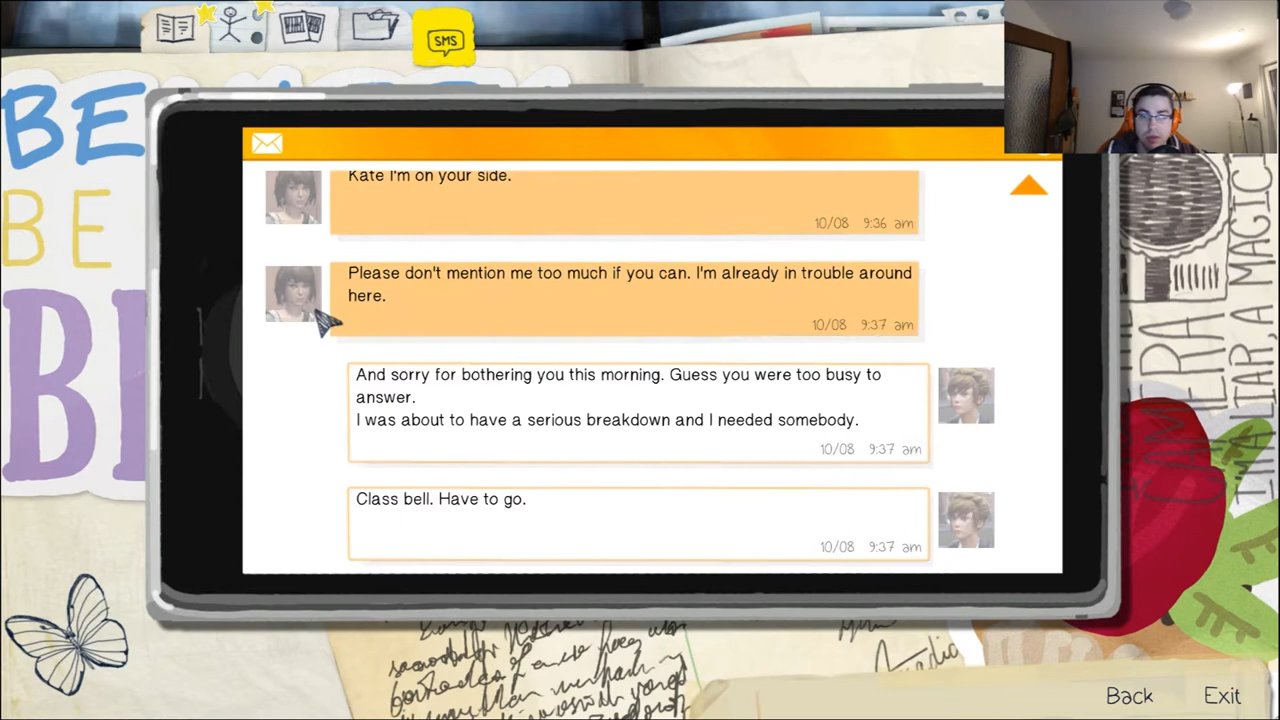 SMS
BE
BE
Kate I'm on your side.
10/08 9:36 am
Please don't mention me too much if you can. I'm already in trouble around
here.
10/08 9:37 am
And sorry for bothering you this morning. Guess you were too busy to
answer.
I was about to have a serious breakdown and I needed somebody.
10/08 9:37 am
Class bell. Have to go.
10/08 9:37 am
CAMERA
LIAR, A MAGIC
Back
Exit